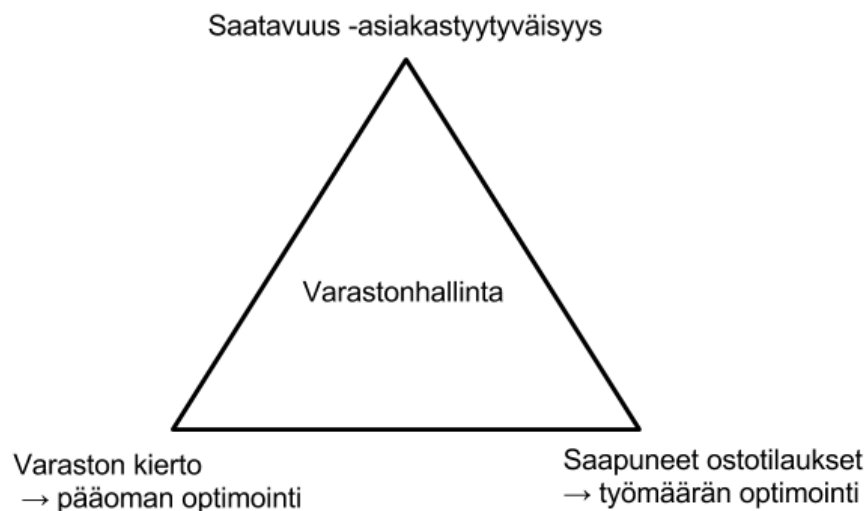 Saatavuus -asiakastyytyväisyys
Varastonhallinta
Varaston kierto
→ pääoman optimointi
Saapuneet ostotilaukset
→ työmäärän optimointi